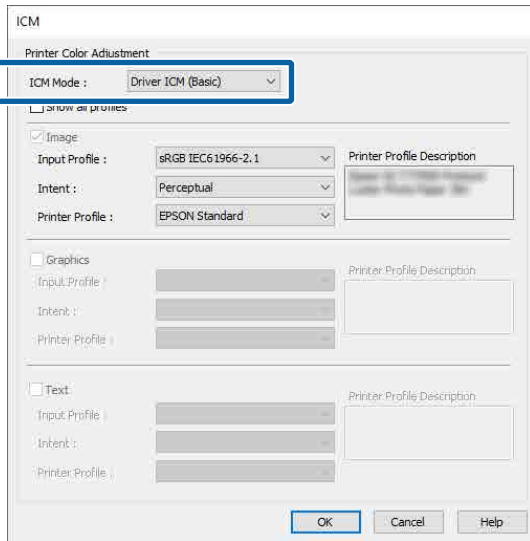 ICM
Printer Color Adjustment
ICM Mode : Driver ICM (Basic)
Show all profiles
Image
Input Profile : sRGB IEC61966-2.1 Printer Profile Description
Intent : Perceptual
Printer Profile : EPSON Standard
Graphics
Input Profile : Printer Profile Description
Intent :
Printer Profile :
Text
Input Profile : Printer Profile Description
Intent :
Printer Profile :
OK Cancel Help